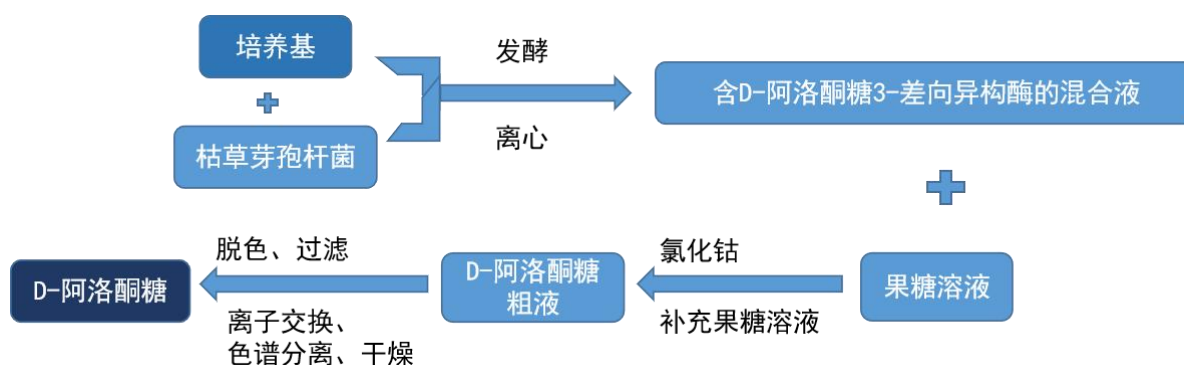 培养基
枯草芽孢杆菌
发酵
离心
含D-阿洛酮糖3-差向异构酶的混合液
果糖溶液
氯化钴
补充果糖溶液
D-阿洛酮糖
粗液
脱色、过滤
离子交换、
色谱分离、干燥
D-阿洛酮糖